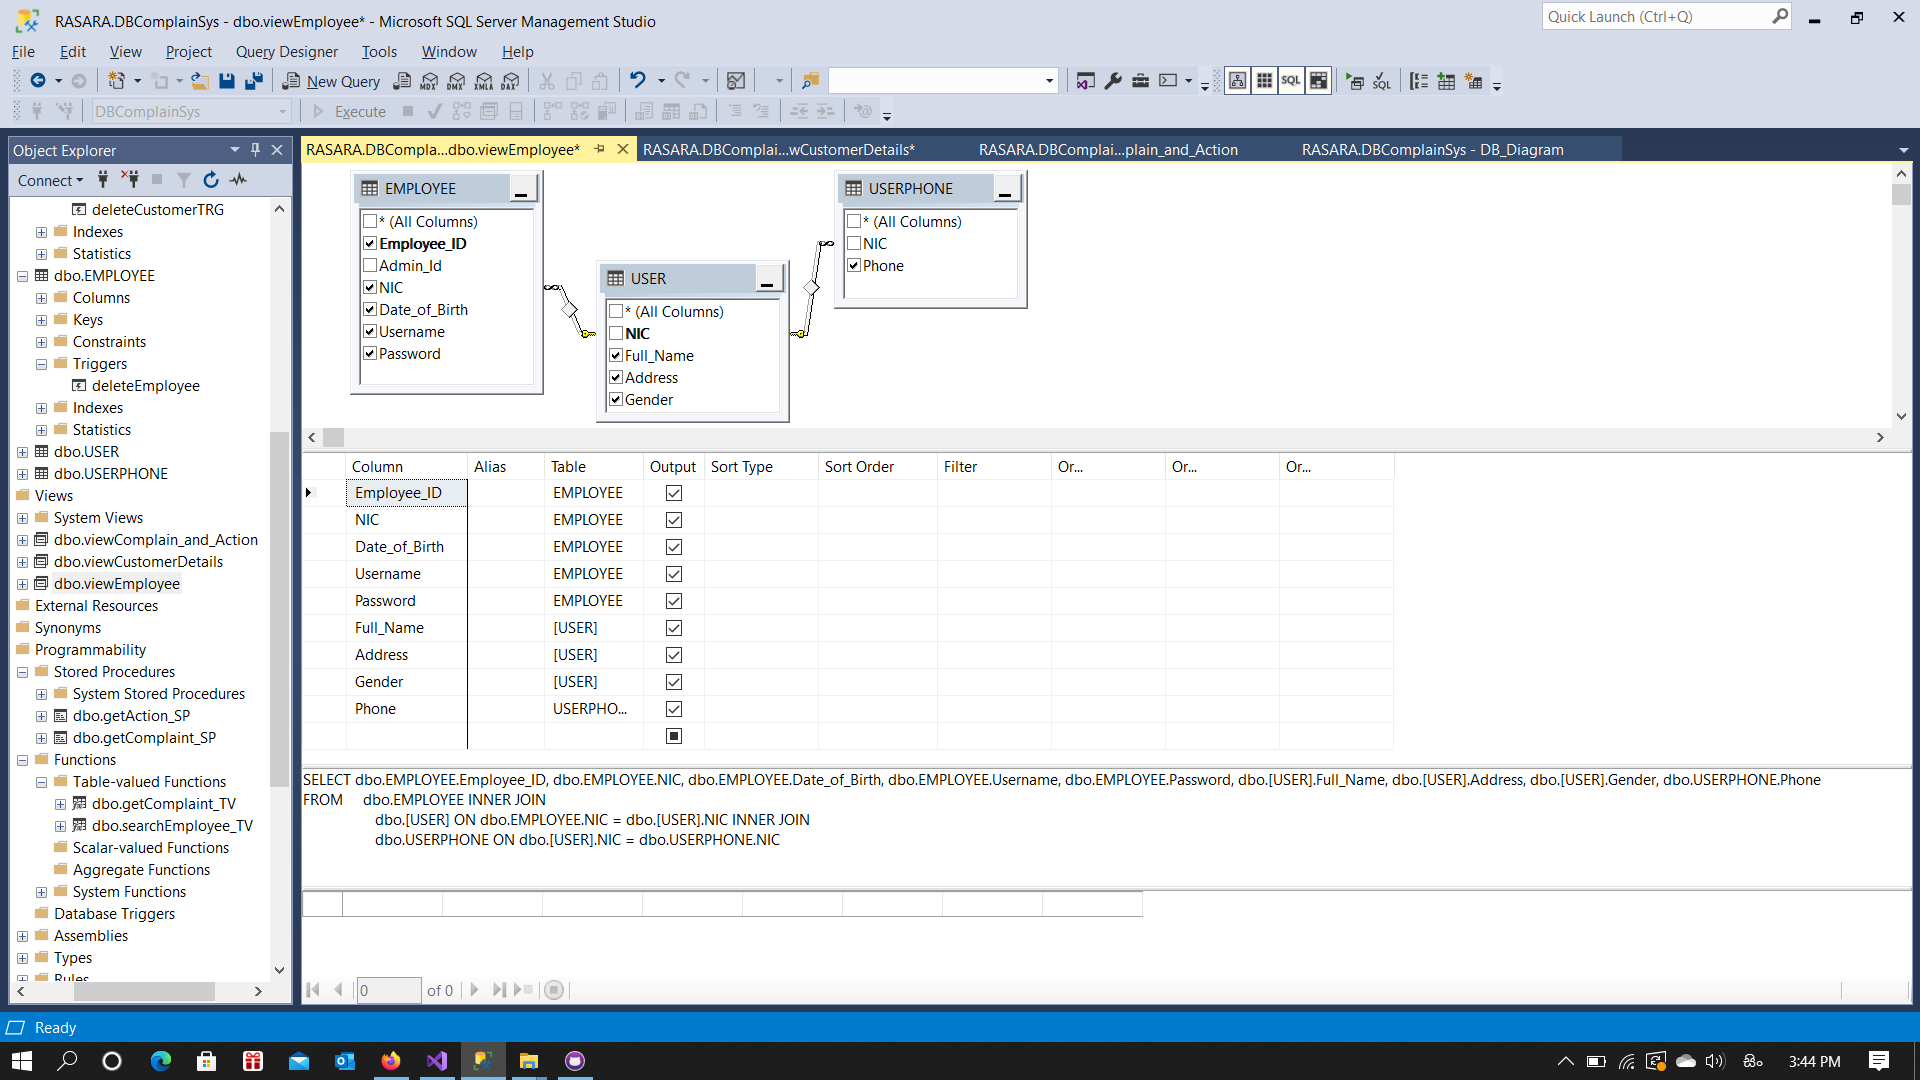 RASARA.DBComplainSys - dbo.viewEmployee* - Microsoft SQL Server Management Studio
Quick Launch (Ctrl+Q)
File Edit View Project Query Designer Tools Window Help
New Query MDX DMX XMLA DAX SQL SQL
DBComplainSys Execute
Object Explorer
RASARA.DBCompla...dbo.viewEmployee* RASARA.DBComplai...wCustomerDetails* RASARA.DBComplai...plain_and_Action RASARA.DBComplainSys - DB_Diagram
Connect
deleteCustomerTRG
Indexes
Statistics
dbo.EMPLOYEE
Columns
Keys
Constraints
Triggers
deleteEmployee
Indexes
Statistics
dbo.USER
dbo.USERPHONE
Views
System Views
dbo.viewComplain_and_Action
dbo.viewCustomerDetails
dbo.viewEmployee
External Resources
Synonyms
Programmability
Stored Procedures
System Stored Procedures
dbo.getAction_SP
dbo.getComplaint_SP
Functions
Table-valued Functions
dbo.getComplaint_TV
dbo.searchEmployee_TV
Scalar-valued Functions
Aggregate Functions
System Functions
Database Triggers
Assemblies
Types
Rules
EMPLOYEE
* (All Columns)
Employee_ID
Admin_Id
NIC
Date_of_Birth
Username
Password
USER
* (All Columns)
NIC
Full_Name
Address
Gender
USERPHONE
* (All Columns)
NIC
Phone
Column Alias Table Output Sort Type Sort Order Filter Or... Or... Or...
Employee_ID EMPLOYEE
NIC EMPLOYEE
Date_of_Birth EMPLOYEE
Username EMPLOYEE
Password EMPLOYEE
Full_Name [USER]
Address [USER]
Gender [USER]
Phone USERPHO...
SELECT dbo.EMPLOYEE.Employee_ID, dbo.EMPLOYEE.NIC, dbo.EMPLOYEE.Date_of_Birth, dbo.EMPLOYEE.Username, dbo.EMPLOYEE.Password, dbo.[USER].Full_Name, dbo.[USER].Address, dbo.[USER].Gender, dbo.USERPHONE.Phone
FROM dbo.EMPLOYEE INNER JOIN
dbo.[USER] ON dbo.EMPLOYEE.NIC = dbo.[USER].NIC INNER JOIN
dbo.USERPHONE ON dbo.[USER].NIC = dbo.USERPHONE.NIC
0 of 0
Ready
3:44 PM